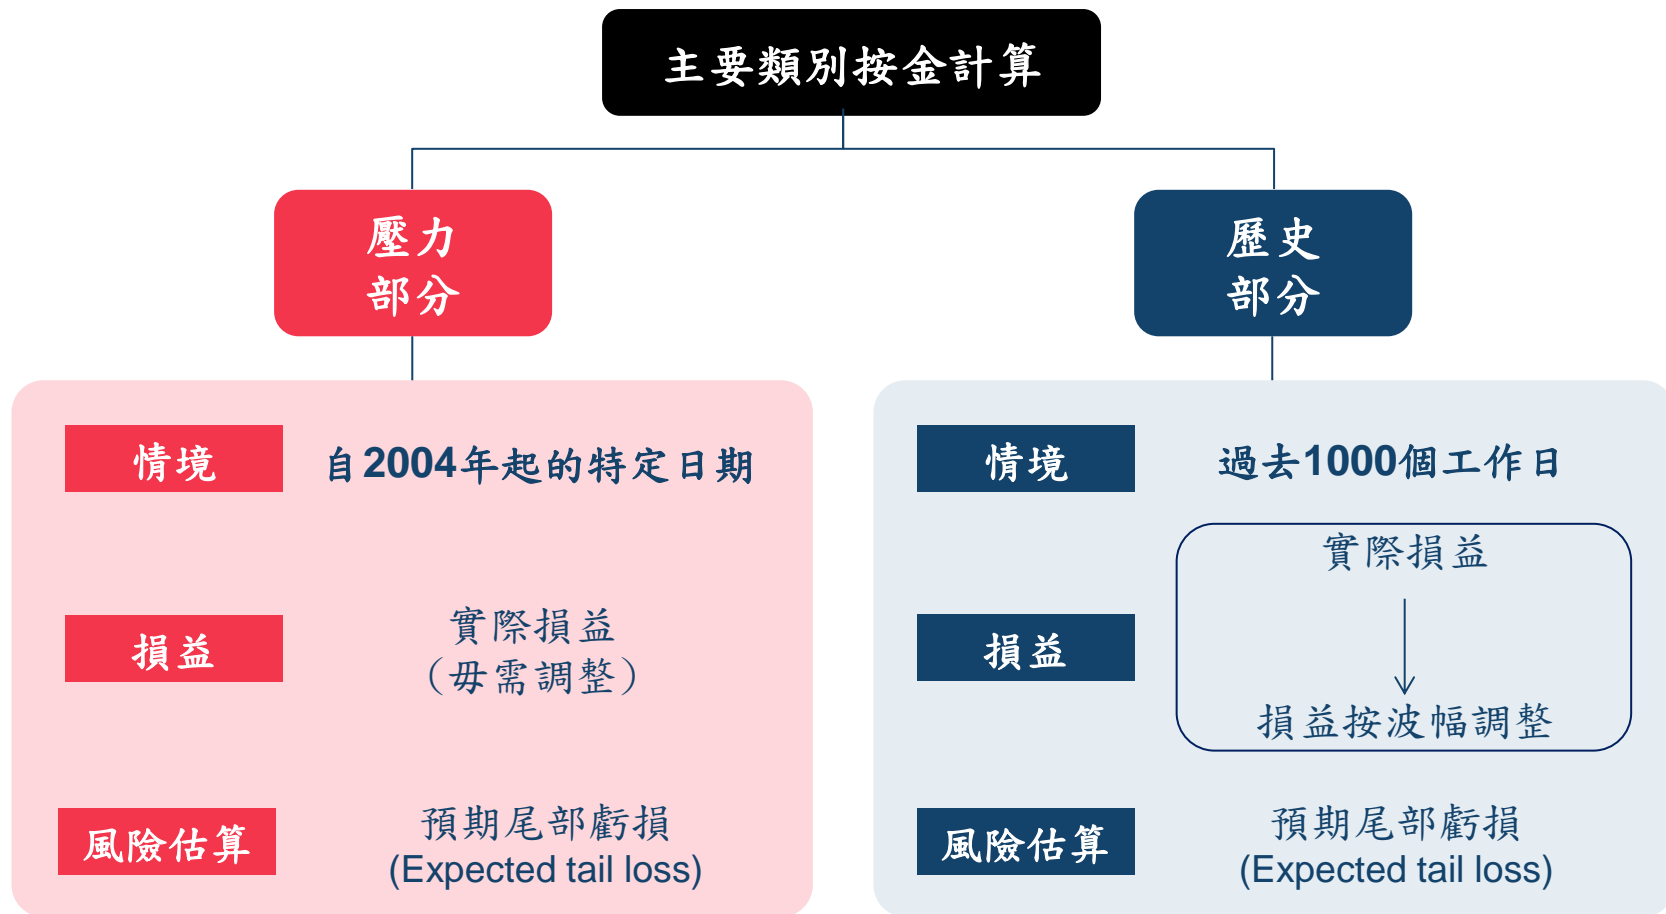 主要類別按金計算
壓力
部分
情境
自2004年起的特定日期
損益
實際損益
（毋需調整）
風險估算
預期尾部虧損
(Expected tail loss)
歷史
部分
情境
過去1000個工作日
損益
實際損益
損益按波幅調整
風險估算
預期尾部虧損
(Expected tail loss)